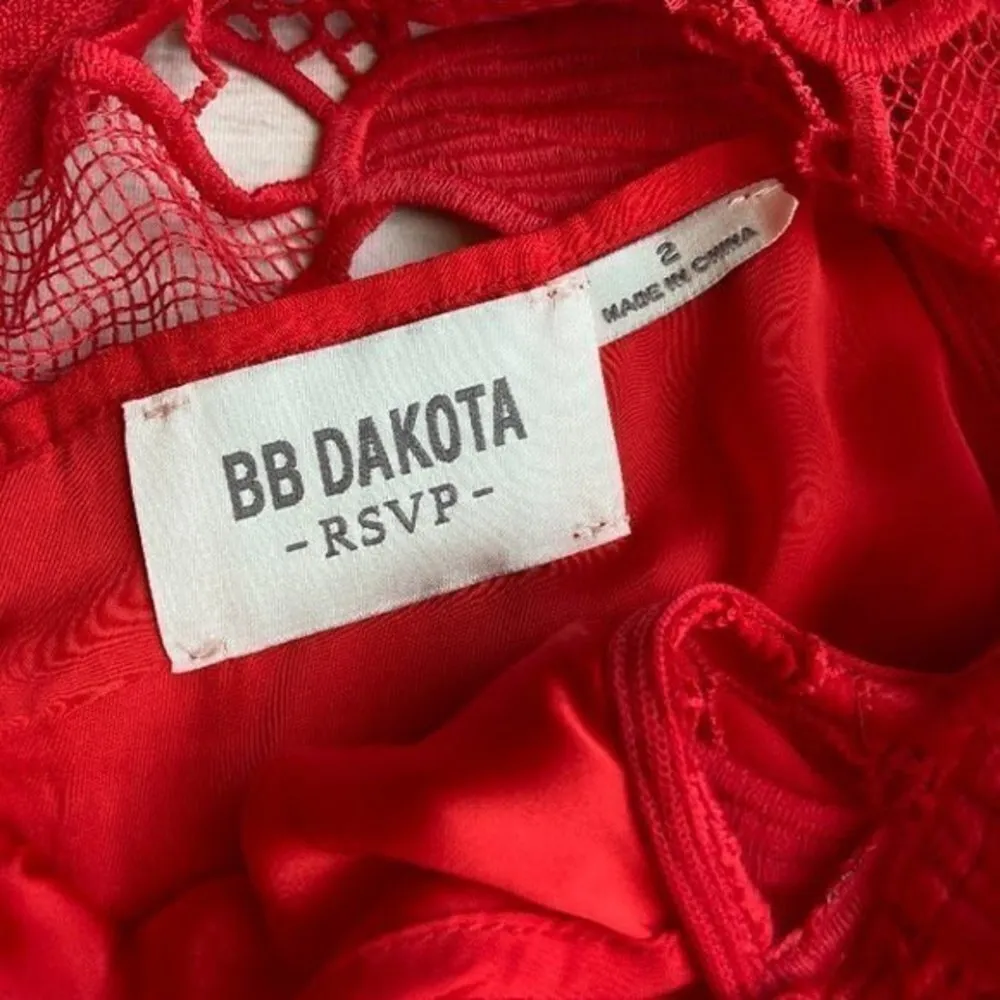 2
MADE IN CHINA
BB DAKOTA
-RSVP-